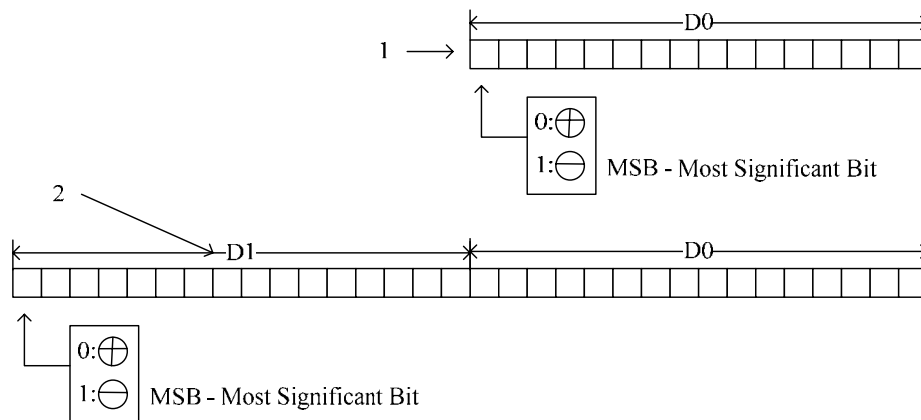 D0
1
0:
1:
MSB - Most Significant Bit
2
D1
D0
0:
1:
MSB - Most Significant Bit